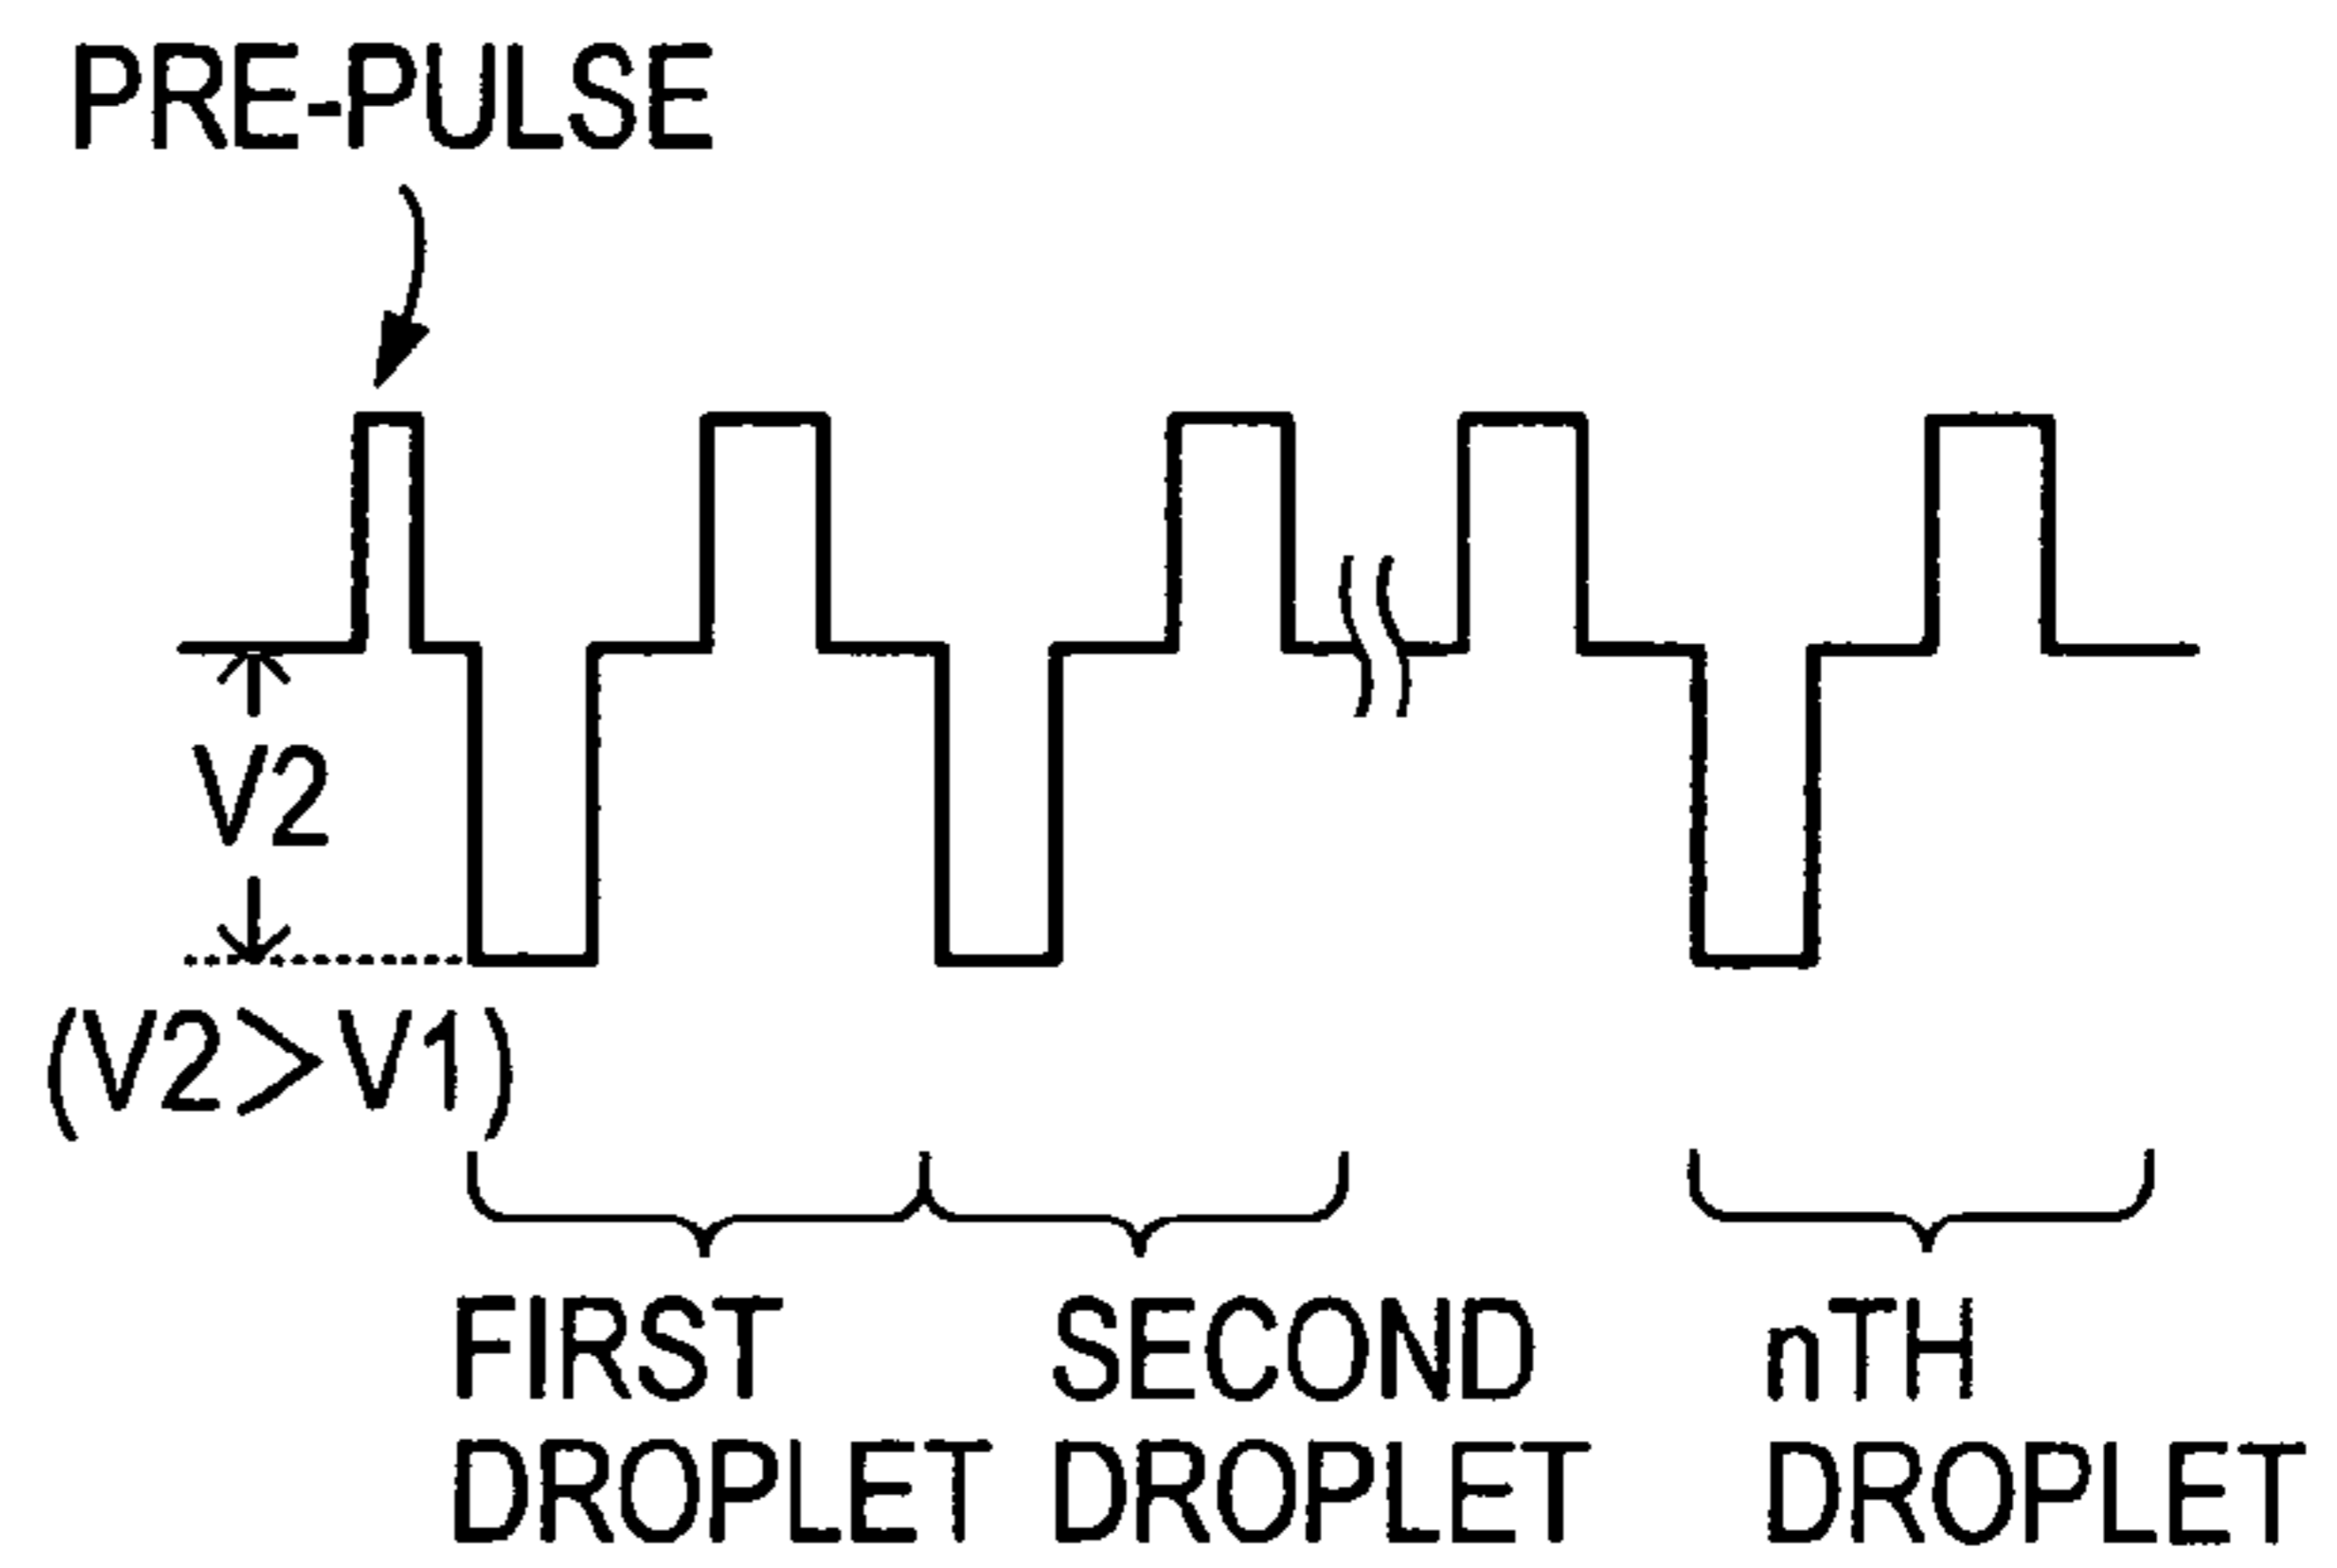 PRE-PULSE
V2
(V2>V1)
FIRST DROPLET
SECOND DROPLET
nTH DROPLET